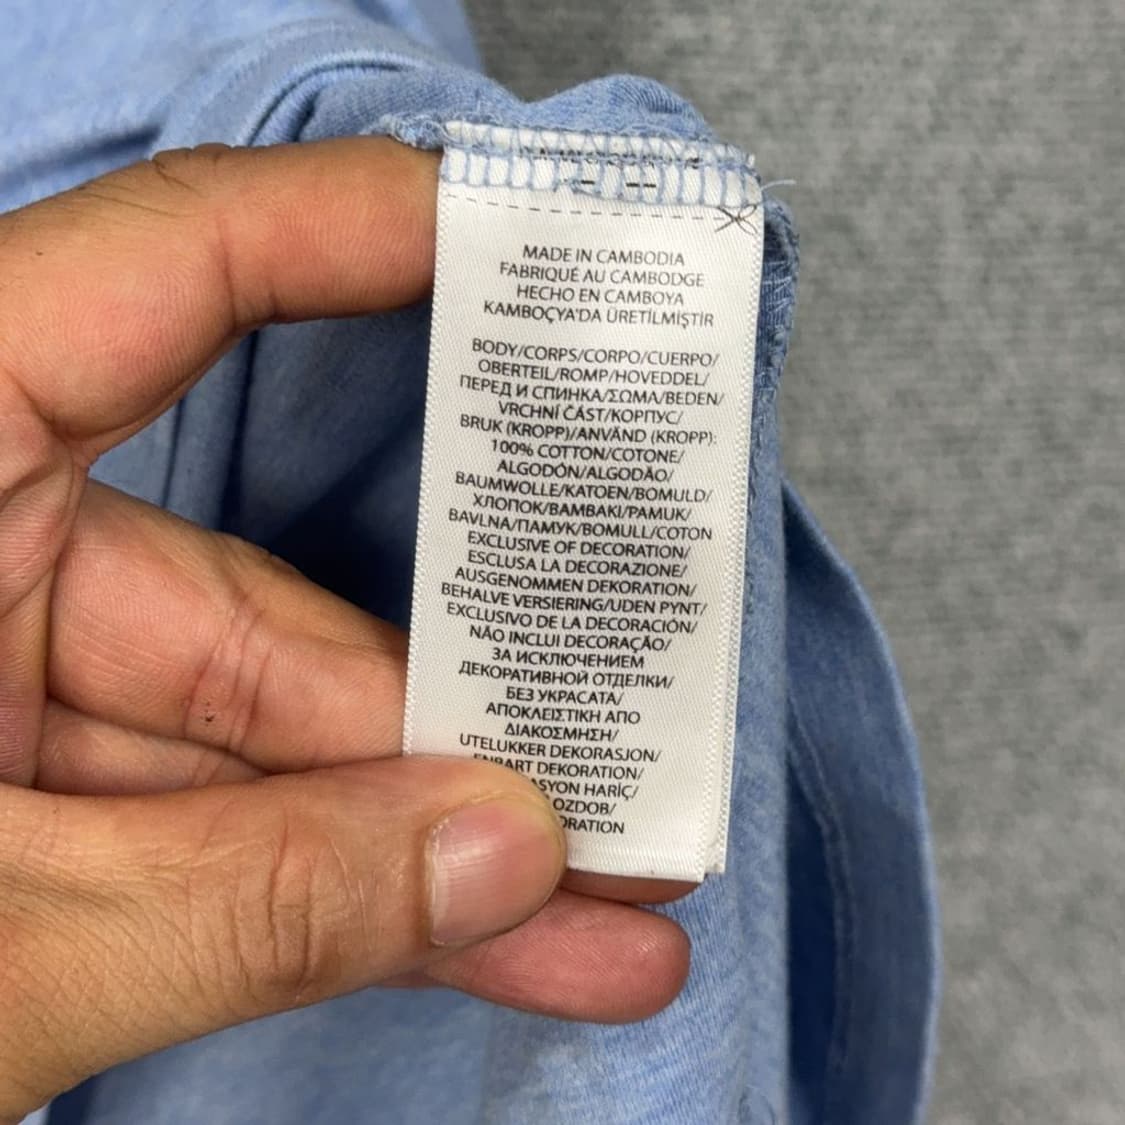 MADE IN CAMBODIA
FABRIQUÉ AU CAMBODGE
HECHO EN CAMBOYA
KAMBOÇYA'DA ÜRETİLMİŞTİR
BODY/CORPS/CORPO/CUERPO/
OBERTEIL/ROMP/HOVEDDEL/
ПЕРЕД И СПИНКА/ΣΩΜΑ/BEDEN/
VRCHNÍ ČÁST/КОРПУС/
BRUK (KROPP)/ANVÄND (KROPP):
100% COTTON/COTONE/
ALGODÓN/ALGODÃO/
BAUMWOLLE/KATOEN/BOMULD/
ХЛОПОК/BAMBAKI/PAMUK/
BAVLNA/ПАМУК/BOMULL/COTON
EXCLUSIVE OF DECORATION/
ESCLUSA LA DECORAZIONE/
AUSGENOMMEN DEKORATION/
BEHALVE VERSIERING/UDEN PYNT/
EXCLUSIVO DE LA DECORACIÓN/
NÃO INCLUI DECORAÇÃO/
ЗА ИСКЛЮЧЕНИЕМ
ДЕКОРАТИВНОЙ ОТДЕЛКИ/
БЕЗ УКРАСАТА/
ΑΠΟΚΛΕΙΣΤΙΚΗ ΑΠΟ
ΔΙΑΚΟΣΜΗΣΗ/
UTELUKKER DEKORASJON/
DEKORATION/
HARİÇ/
OZDOB/